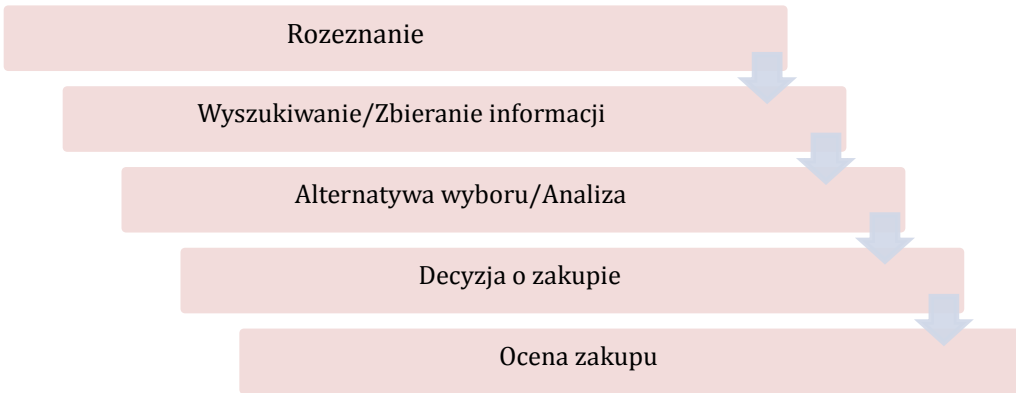 Rozeznanie
Wyszukiwanie/Zbieranie informacji
Alternatywa wyboru/Analiza
Decyzja o zakupie
Ocena zakupu